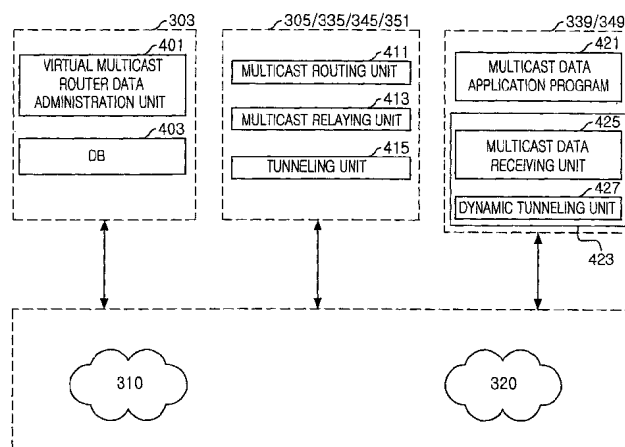 303
401
VIRTUAL MULTICAST
ROUTER DATA
ADMINISTRATION UNIT
403
DB
305/335/345/351
411
MULTICAST ROUTING UNIT
413
MULTICAST RELAYING UNIT
415
TUNNELING UNIT
339/349
421
MULTICAST DATA
APPLICATION PROGRAM
425
MULTICAST DATA
RECEIVING UNIT
427
DYNAMIC TUNNELING UNIT
423
310
320